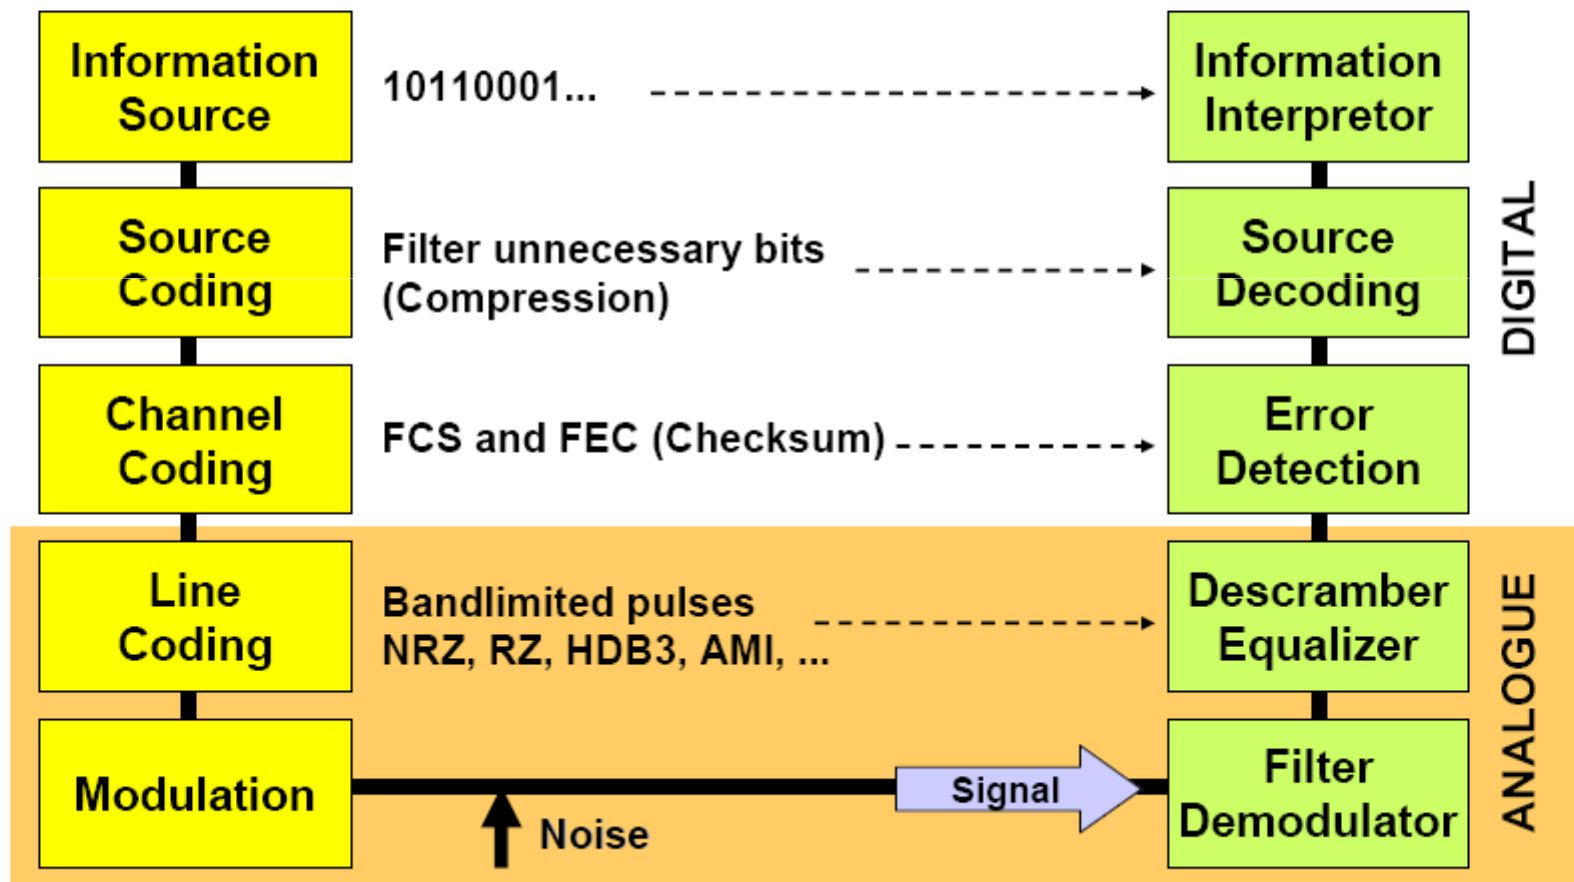 Information
Source
10110001...
Information
Interpretor
Source
Coding
Filter unnecessary bits
(Compression)
Source
Decoding
DIGITAL
Channel
Coding
FCS and FEC (Checksum)
Error
Detection
Line
Coding
Bandlimited pulses
NRZ, RZ, HDB3, AMI, ...
Descramber
Equalizer
ANALOGUE
Modulation
Noise
Signal
Filter
Demodulator